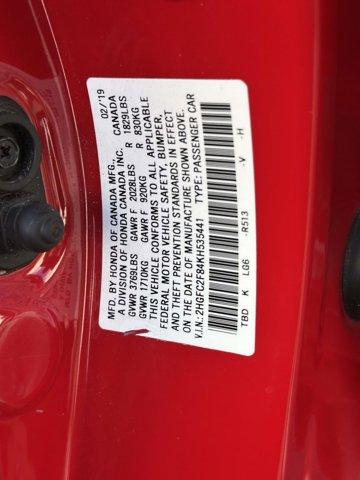 MFD. BY HONDA OF CANADA MFG., 02/'19
A DIVISION OF HONDA CANADA INC. CANADA
GVWR 3769LBS GAWR F 2028LBS R 1829LBS
GVWR 1710KG GAWR F 920KG R 830KG
THIS VEHICLE CONFORMS TO ALL APPLICABLE
FEDERAL MOTOR VEHICLE SAFETY, BUMPER,
AND THEFT PREVENTION STANDARDS IN EFFECT
ON THE DATE OF MANUFACTURE SHOWN ABOVE.
V.I.N.: 2HGFC2F84KH535441 TYPE: PASSENGER CAR
TBD K LG6 -R513 -V -H